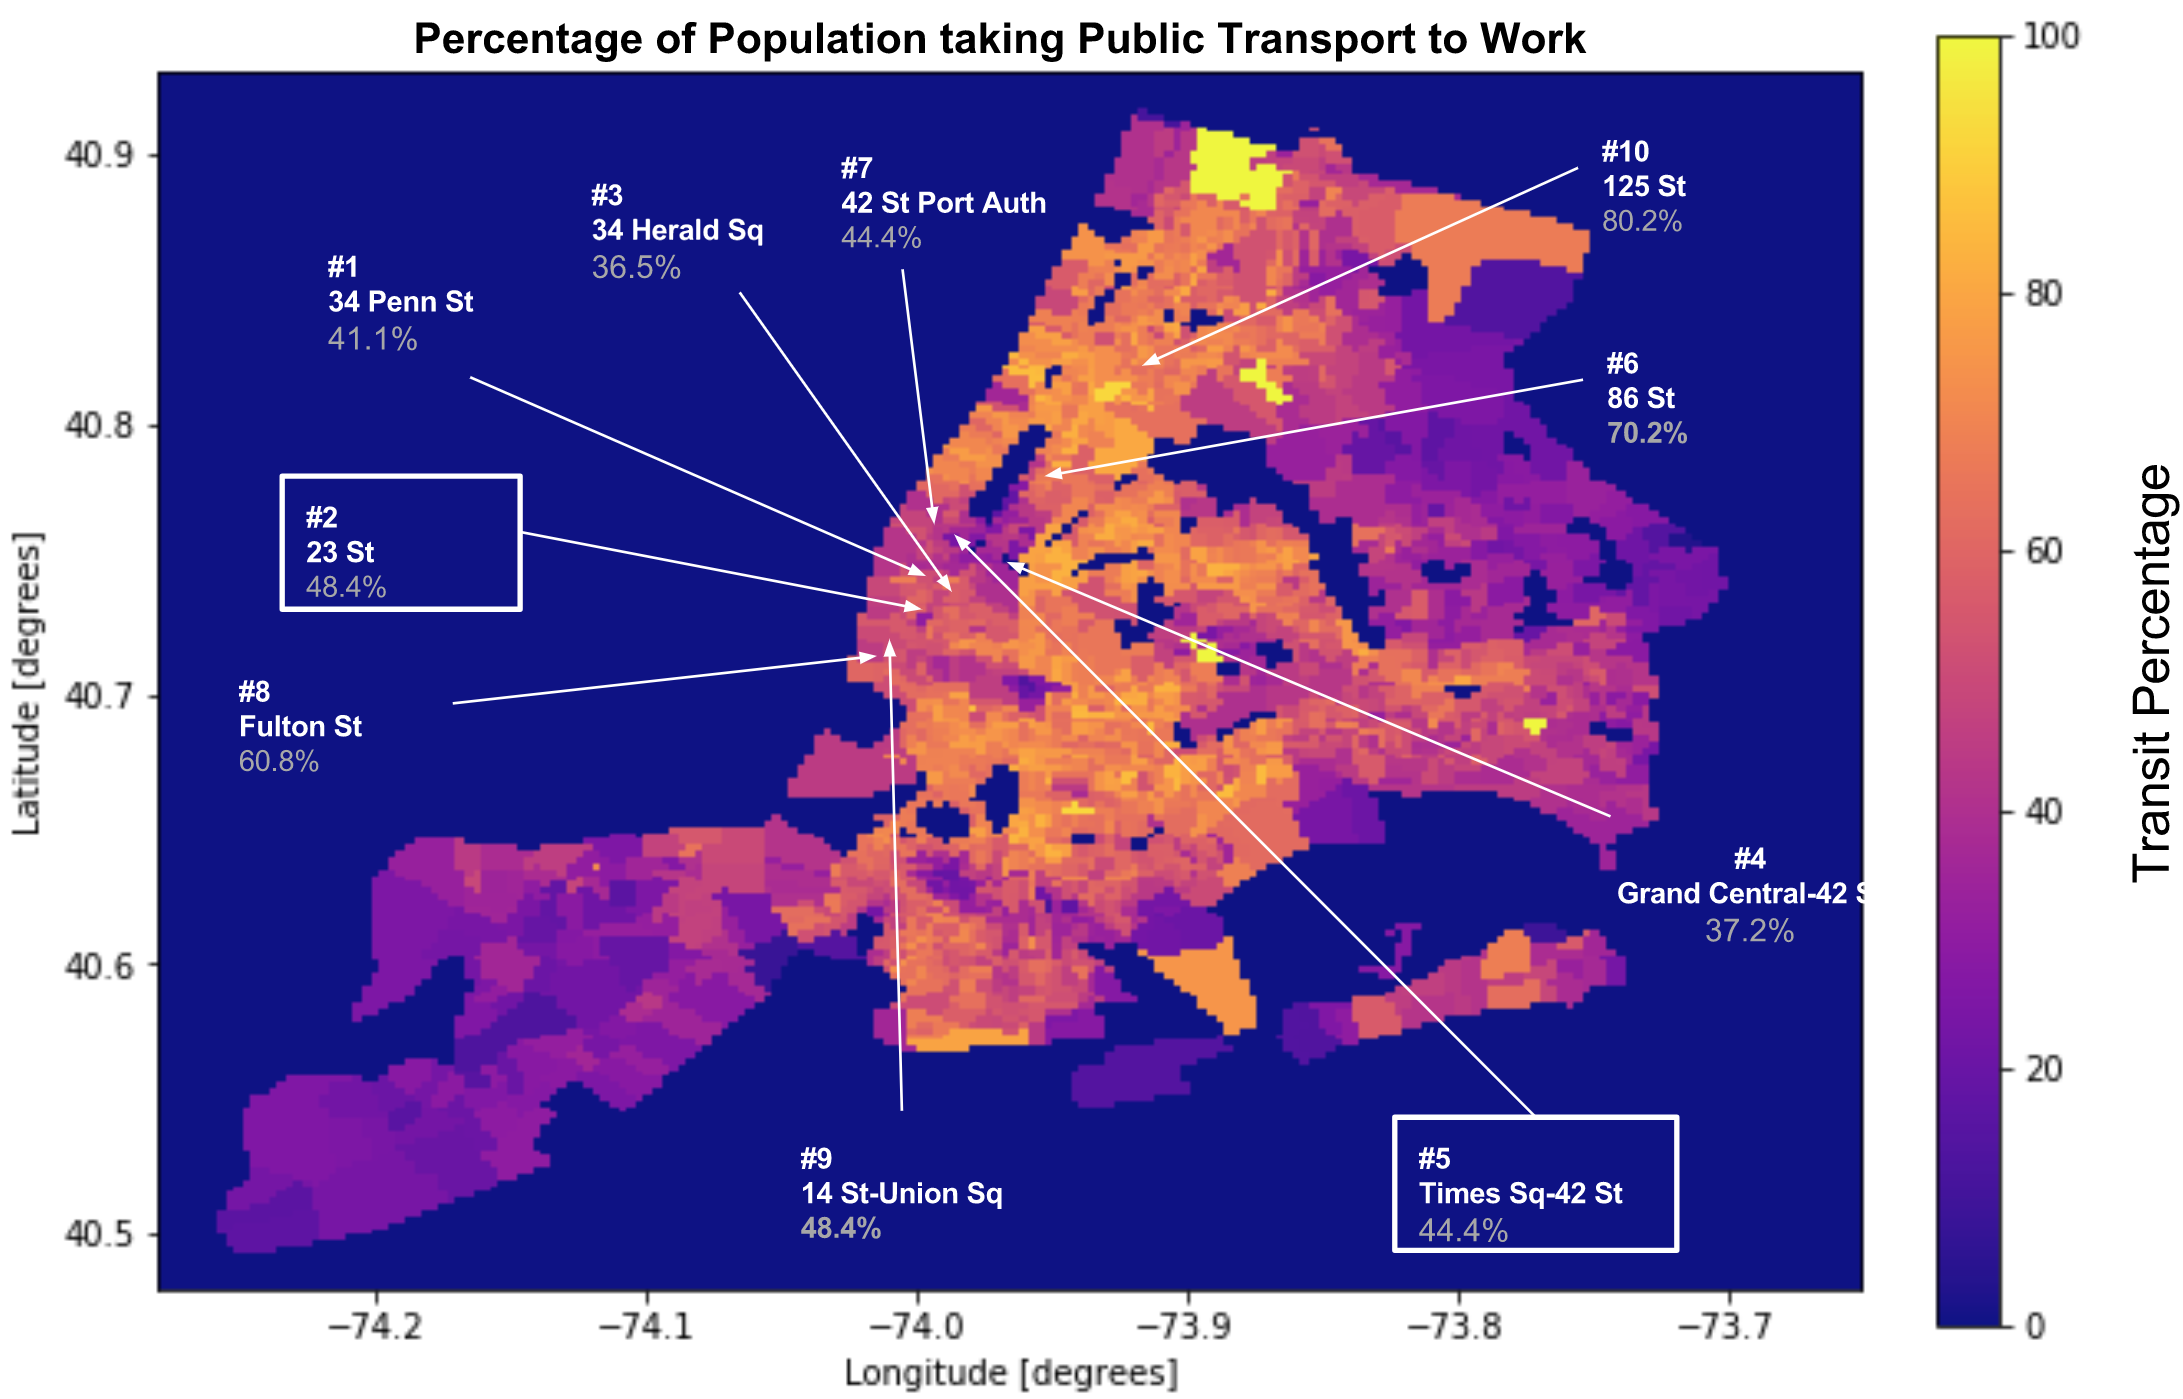 Percentage of Population taking Public Transport to Work
100
80
60
40
20
0
Transit Percentage
40.9
40.8
40.7
40.6
40.5
Latitude [degrees]
−74.2
−74.1
−74.0
−73.9
−73.8
−73.7
Longitude [degrees]
#1
34 Penn St
41.1%
#3
34 Herald Sq
36.5%
#7
42 St Port Auth
44.4%
#10
125 St
80.2%
#6
86 St
70.2%
#2
23 St
48.4%
#8
Fulton St
60.8%
#4
Grand Central-42 S
37.2%
#9
14 St-Union Sq
48.4%
#5
Times Sq-42 St
44.4%